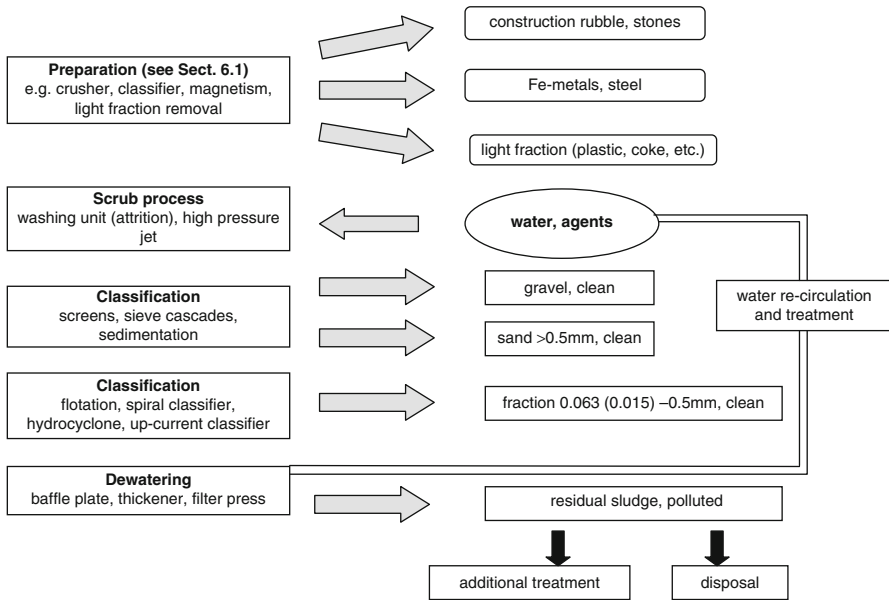 construction rubble, stones
Preparation (see Sect. 6.1)
e.g. crusher, classifier, magnetism,
light fraction removal
Fe-metals, steel
light fraction (plastic, coke, etc.)
Scrub process
washing unit (attrition), high pressure
jet
water, agents
Classification
screens, sieve cascades,
sedimentation
gravel, clean
water re-circulation
and treatment
sand >0.5mm, clean
Classification
flotation, spiral classifier,
hydrocyclone, up-current classifier
fraction 0.063 (0.015) –0.5mm, clean
Dewatering
baffle plate, thickener, filter press
residual sludge, polluted
additional treatment
disposal